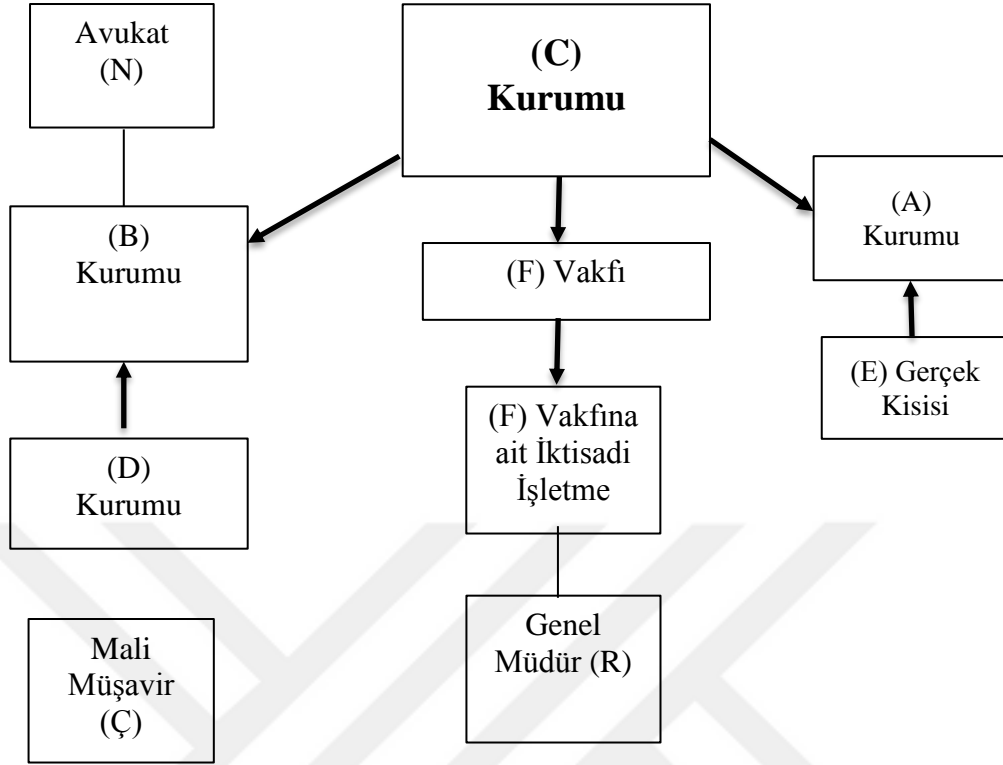 Avukat
(N)
(C)
Kurumu
(A)
Kurumu
(B)
Kurumu
(F) Vakfı
(E) Gerçek
Kisisi
(F) Vakfına
ait İktisadi
İşletme
(D)
Kurumu
Genel
Müdür (R)
Mali
Müşavir
(Ç)